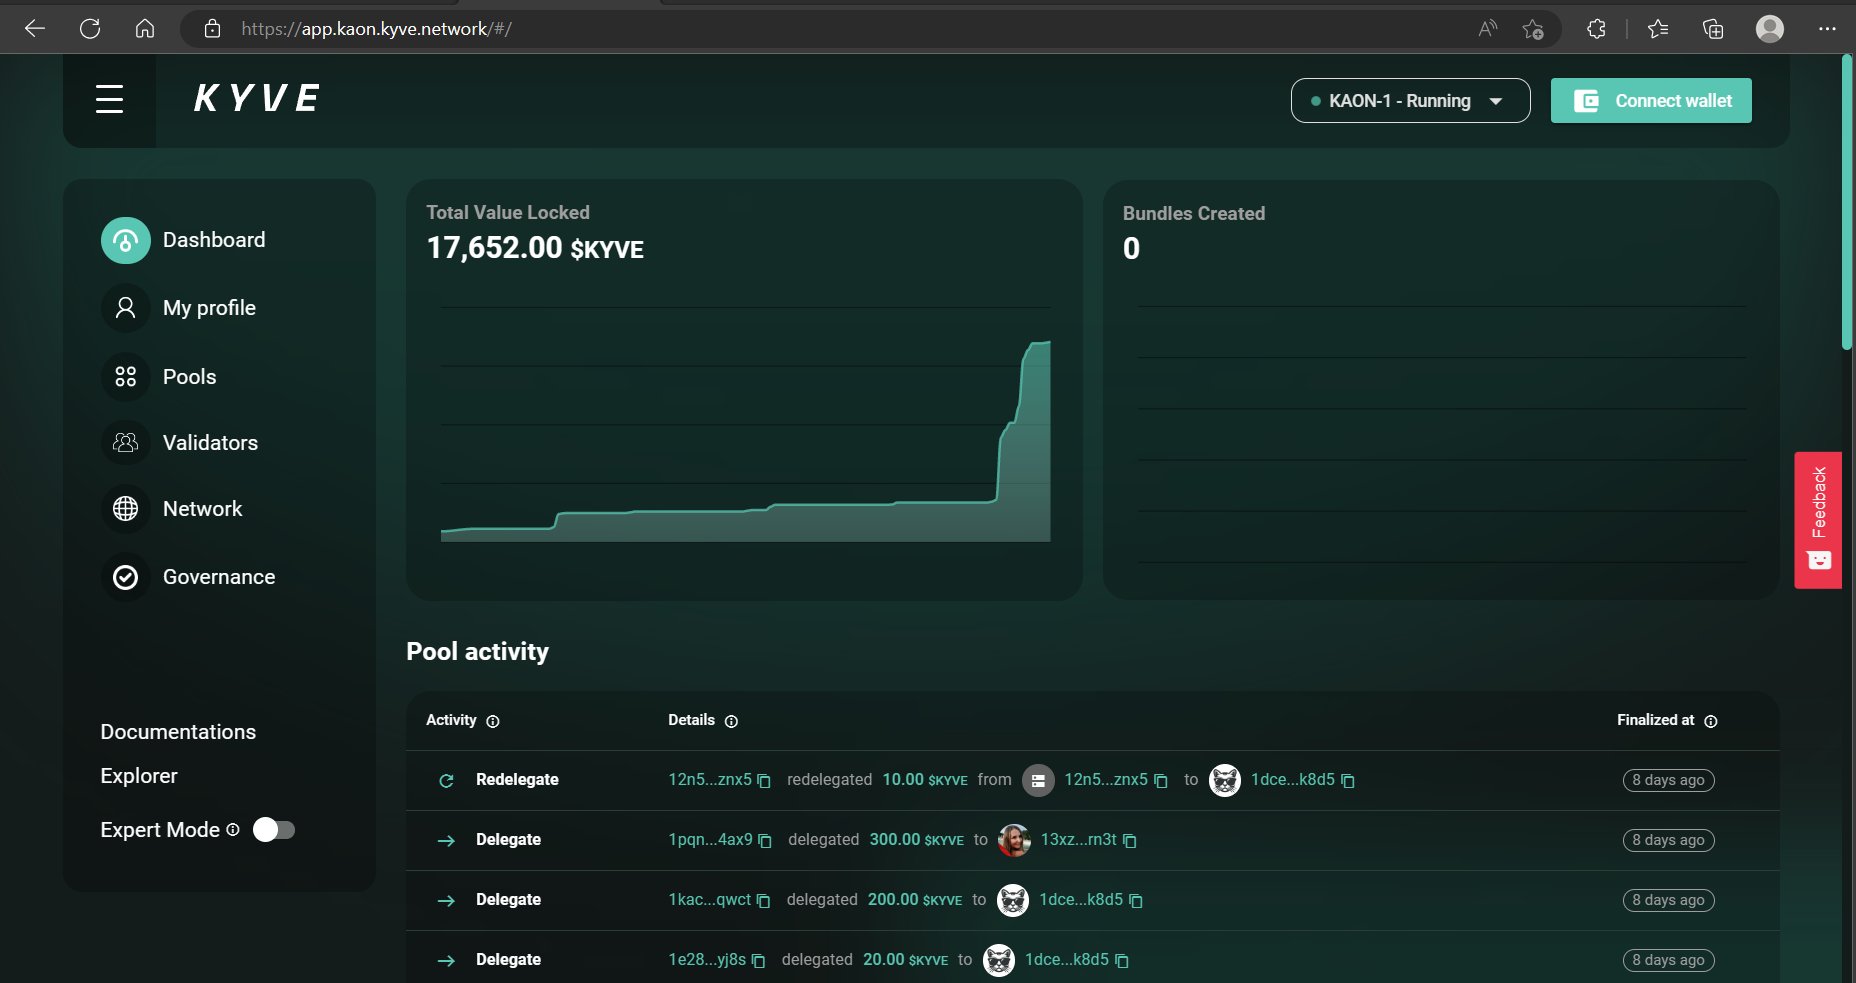 https://app.kaon.kyve.network/#/
KYVE
KAON-1 - Running
Connect wallet
Dashboard
My profile
Pools
Validators
Network
Governance
Documentations
Explorer
Expert Mode
Total Value Locked
17,652.00 $KYVE
Bundles Created
0
Feedback
Pool activity
Activity Details Finalized at
Redelegate 12n5...znx5 redelegated 10.00 $KYVE from 12n5...znx5 to 1dce...k8d5 8 days ago
Delegate 1pqn...4ax9 delegated 300.00 $KYVE to 13xz...rn3t 8 days ago
Delegate 1kac...qwct delegated 200.00 $KYVE to 1dce...k8d5 8 days ago
Delegate 1e28...yj8s delegated 20.00 $KYVE to 1dce...k8d5 8 days ago